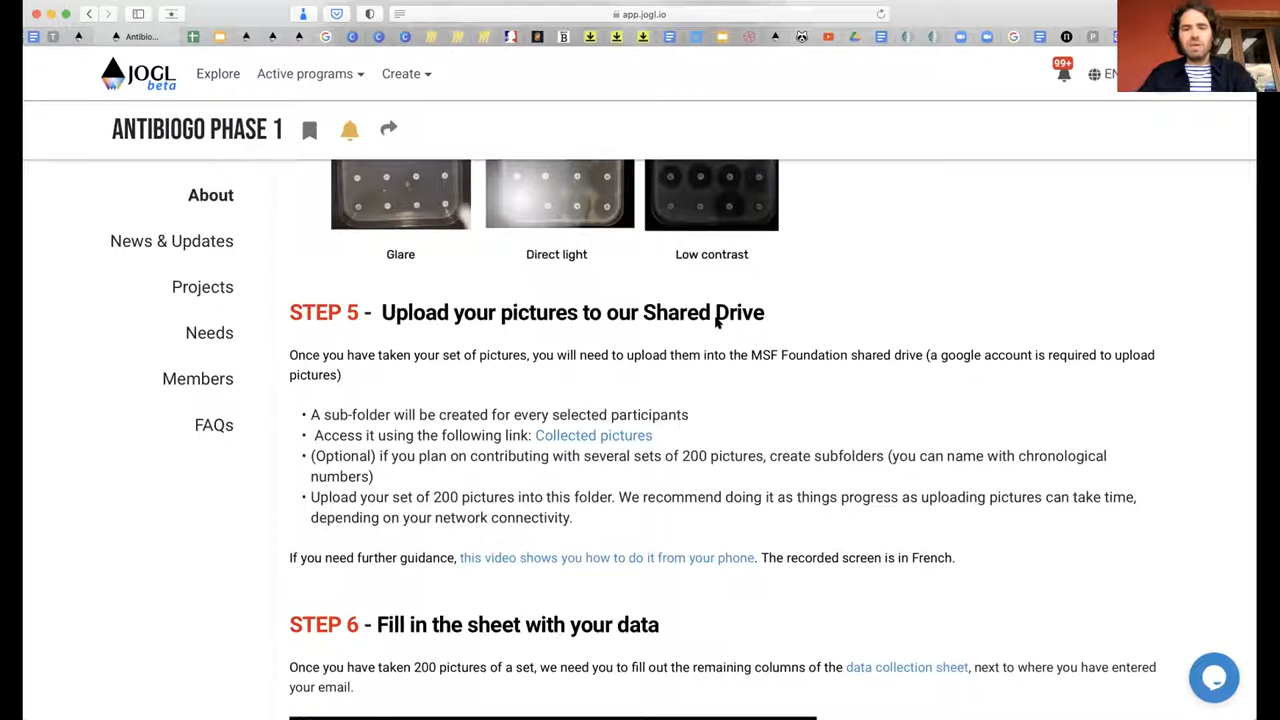 app.jogl.io
Antibio...
JOGL
beta
Explore
Active programs
Create
99+
EN
ANTIBIOGO PHASE 1
About
News & Updates
Projects
Needs
Members
FAQs
Glare
Direct light
Low contrast
STEP 5 - Upload your pictures to our Shared Drive
Once you have taken your set of pictures, you will need to upload them into the MSF Foundation shared drive (a google account is required to upload
pictures)
• A sub-folder will be created for every selected participants
• Access it using the following link: Collected pictures
• (Optional) if you plan on contributing with several sets of 200 pictures, create subfolders (you can name with chronological
numbers)
• Upload your set of 200 pictures into this folder. We recommend doing it as things progress as uploading pictures can take time,
depending on your network connectivity.
If you need further guidance, this video shows you how to do it from your phone. The recorded screen is in French.
STEP 6 - Fill in the sheet with your data
Once you have taken 200 pictures of a set, we need you to fill out the remaining columns of the data collection sheet, next to where you have entered
your email.